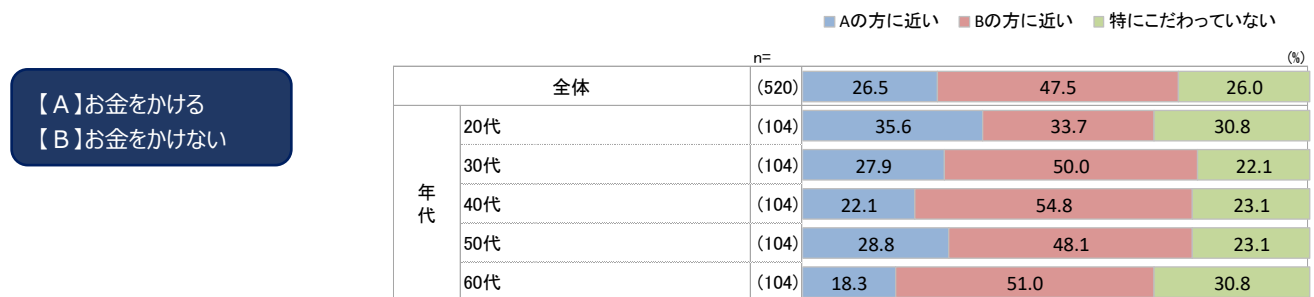 Aの方に近い Bの方に近い 特にこだわっていない
n= (%)
【A】お金をかける
【B】お金をかけない
全体 (520) 26.5 47.5 26.0
年代
20代 (104) 35.6 33.7 30.8
30代 (104) 27.9 50.0 22.1
40代 (104) 22.1 54.8 23.1
50代 (104) 28.8 48.1 23.1
60代 (104) 18.3 51.0 30.8